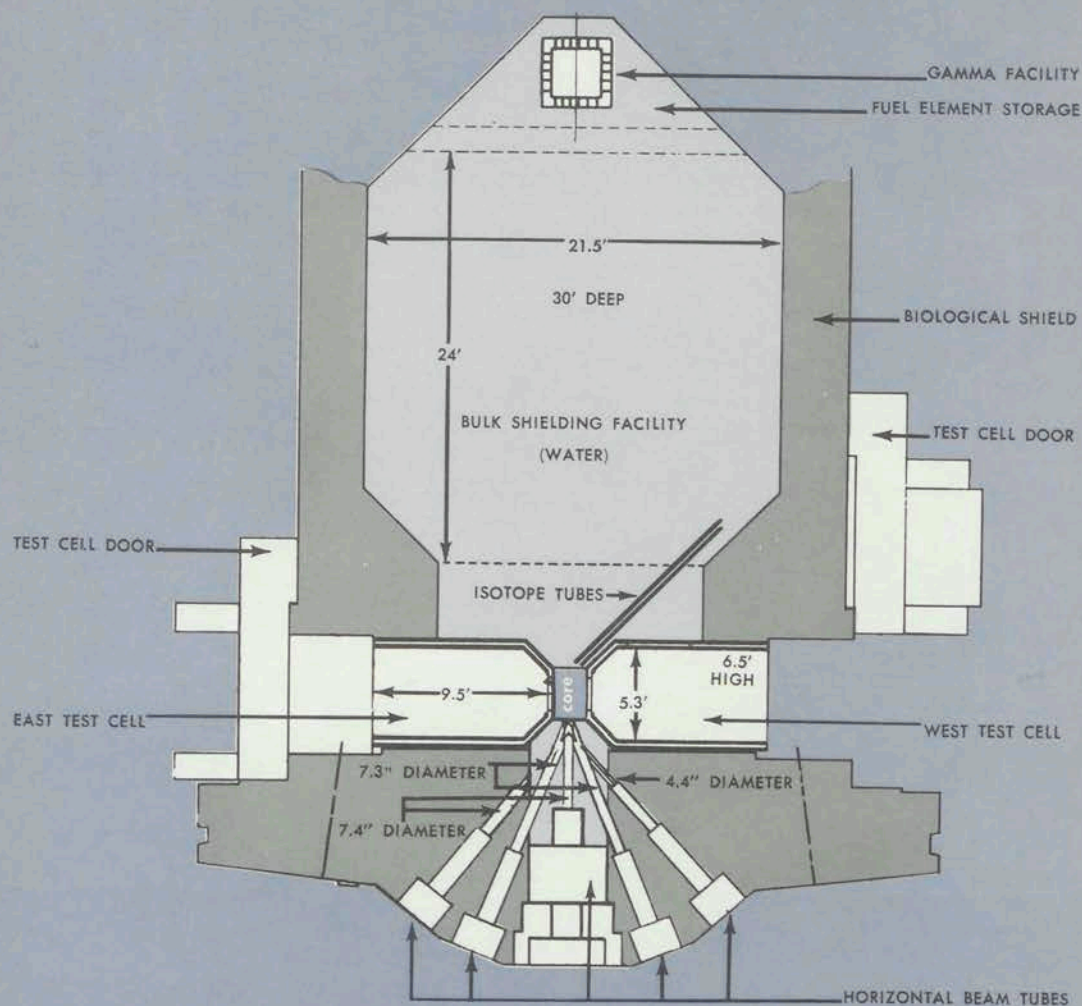 GAMMA FACILITY
FUEL ELEMENT STORAGE
21.5'
30' DEEP
BIOLOGICAL SHIELD
24'
BULK SHIELDING FACILITY
(WATER)
TEST CELL DOOR
TEST CELL DOOR
ISOTOPE TUBES
6.5'
HIGH
9.5'
core
5.3'
EAST TEST CELL
WEST TEST CELL
7.3" DIAMETER
4.4" DIAMETER
7.4" DIAMETER
HORIZONTAL BEAM TUBES